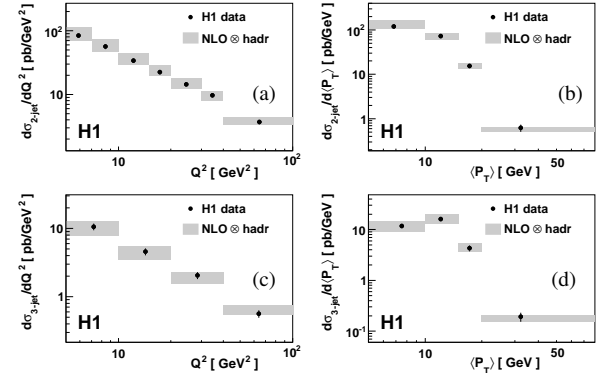 dσ2-jet/dQ² [ pb/GeV² ]
10²
10
H1 data
NLO ⊗ hadr
(a)
H1
10
10²
Q² [ GeV² ]
dσ2-jet/d⟨PT⟩ [ pb/GeV ]
10²
10
1
H1 data
NLO ⊗ hadr
(b)
H1
10
50
⟨PT⟩ [ GeV ]
dσ3-jet/dQ² [ pb/GeV² ]
10
1
H1 data
NLO ⊗ hadr
(c)
H1
10
10²
Q² [ GeV² ]
dσ3-jet/d⟨PT⟩ [ pb/GeV ]
10
1
10⁻¹
H1 data
NLO ⊗ hadr
(d)
H1
10
50
⟨PT⟩ [ GeV ]